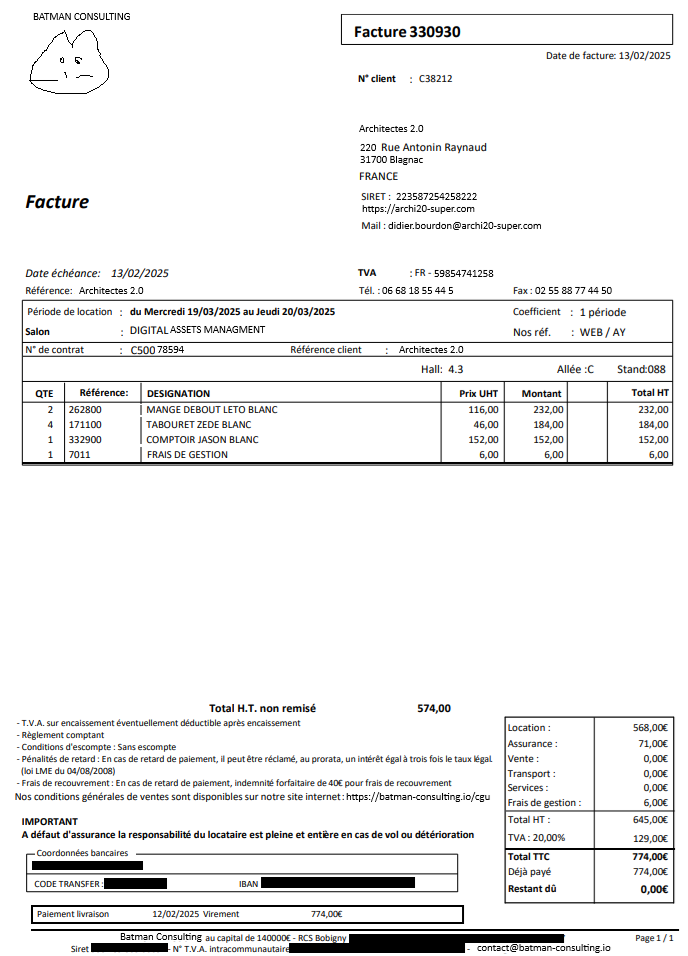 BATMAN CONSULTING
Facture 330930
Date de facture: 13/02/2025
N° client : C38212
Architectes 2.0
220 Rue Antonin Raynaud
31700 Blagnac
FRANCE
Facture
SIRET : 223587254258222
https://archi20-super.com
Mail : didier.bourdon@archi20-super.com
Date échéance: 13/02/2025 TVA : FR - 59854741258
Référence: Architectes 2.0 Tél. : 06 68 18 55 44 5 Fax : 02 55 88 77 44 50
Période de location : du Mercredi 19/03/2025 au Jeudi 20/03/2025 Coefficient : 1 période
Salon : DIGITAL ASSETS MANAGMENT Nos réf. : WEB / AY
N° de contrat : C500 78594 Référence client : Architectes 2.0
Hall: 4.3 Allée :C Stand:088
QTE Référence: DESIGNATION Prix UHT Montant Total HT
2 262800 MANGE DEBOUT LETO BLANC 116,00 232,00 232,00
4 171100 TABOURET ZEDE BLANC 46,00 184,00 184,00
1 332900 COMPTOIR JASON BLANC 152,00 152,00 152,00
1 7011 FRAIS DE GESTION 6,00 6,00 6,00
Total H.T. non remisé 574,00
- T.V.A. sur encaissement éventuellement déductible après encaissement
- Règlement comptant
- Conditions d'escompte : Sans escompte
- Pénalités de retard : En cas de retard de paiement, il peut être réclamé, au prorata, un intérêt égal à trois fois le taux légal.
(loi LME du 04/08/2008)
- Frais de recouvrement : En cas de retard de paiement, indemnité forfaitaire de 40€ pour frais de recouvrement
Nos conditions générales de ventes sont disponibles sur notre site internet : https://batman-consulting.io/cgu
IMPORTANT
A défaut d'assurance la responsabilité du locataire est pleine et entière en cas de vol ou détérioration
Location : 568,00€
Assurance : 71,00€
Vente : 0,00€
Transport : 0,00€
Services : 0,00€
Frais de gestion : 6,00€
Total HT : 645,00€
TVA : 20,00% 129,00€
Total TTC 774,00€
Déjà payé 774,00€
Restant dû 0,00€
Coordonnées bancaires
CODE TRANSFER : IBAN
Paiement livraison 12/02/2025 Virement 774,00€
Batman Consulting au capital de 140000€ - RCS Bobigny
Page 1 / 1
Siret - N° T.V.A. intracommunautaire - contact@batman-consulting.io